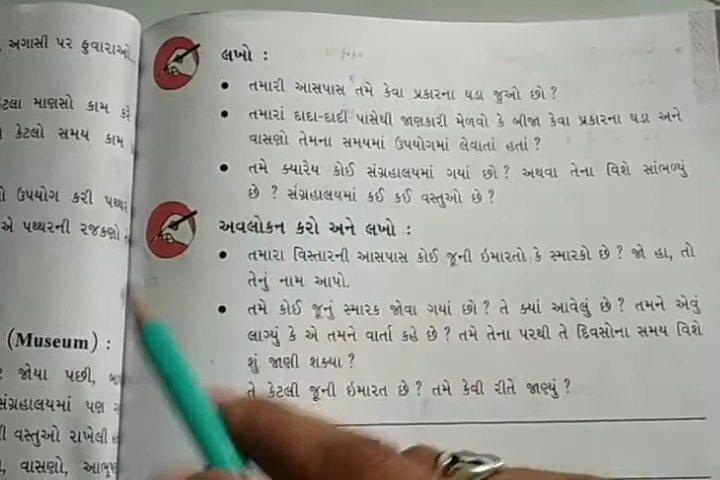 અગાસી પર ફુવારાઓ
માણસો કામ કરે
કેટલો સમય કામ
ઉપયોગ કરી પથ્થર
એ પથ્થરની રજકણો
(Museum) :
જોયા પછી,
સંગ્રહાલયમાં પણ
વસ્તુઓ રાખેલી
વાસણો,
લખો :
• તમારી આસપાસ તમે કેવા પ્રકારના ઘડા જુઓ છો ?
• તમારાં દાદા-દાદી પાસેથી જાણકારી મેળવો કે બીજા કેવા પ્રકારના ઘડા અને
વાસણો તેમના સમયમાં ઉપયોગમાં લેવાતાં હતાં ?
• તમે ક્યારેય કોઈ સંગ્રહાલયમાં ગયાં છો ? અથવા તેના વિશે સાંભળ્યું
છે ? સંગ્રહાલયમાં કઈ કઈ વસ્તુઓ છે ?
અવલોકન કરો અને લખો :
• તમારા વિસ્તારની આસપાસ કોઈ જૂની ઇમારતો કે સ્મારકો છે ? જો હા, તો
તેનું નામ આપો.
• તમે કોઈ જૂનું સ્મારક જોવા ગયાં છો ? તે ક્યાં આવેલું છે ? તમને એવું
લાગ્યું કે એ તમને વાર્તા કહે છે ? તમે તેના પરથી તે દિવસોના સમય વિશે
શું જાણી શક્યા ?
તે કેટલી જૂની ઇમારત છે ? તમે કેવી રીતે જાણ્યું ?